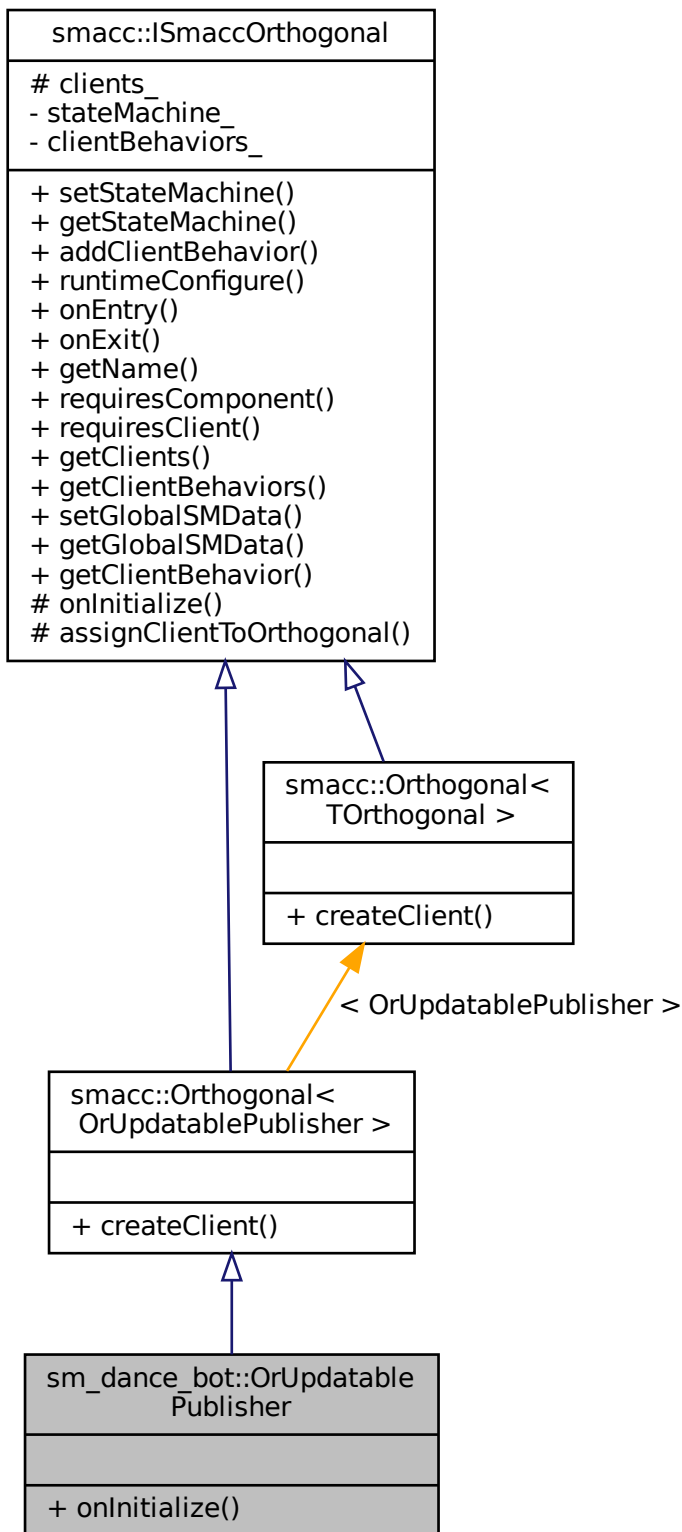 smacc::ISmaccOrthogonal
# clients_
- stateMachine_
- clientBehaviors_
+ setStateMachine()
+ getStateMachine()
+ addClientBehavior()
+ runtimeConfigure()
+ onEntry()
+ onExit()
+ getName()
+ requiresComponent()
+ requiresClient()
+ getClients()
+ getClientBehaviors()
+ setGlobalSMData()
+ getGlobalSMData()
+ getClientBehavior()
# onInitialize()
# assignClientToOrthogonal()
smacc::Orthogonal<
TOrthogonal >
+ createClient()
< OrUpdatablePublisher >
smacc::Orthogonal<
OrUpdatablePublisher >
+ createClient()
sm_dance_bot::OrUpdatable
Publisher
+ onInitialize()